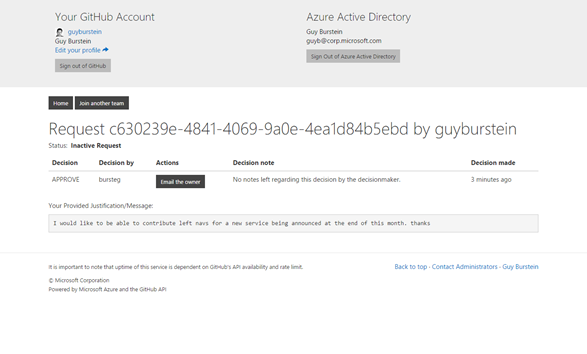 Your GitHub Account
Azure Active Directory
guyburstein
Guy Burstein
Guy Burstein
guyb@corp.microsoft.com
Edit your profile
Sign out of GitHub
Sign Out of Azure Active Directory
Home
Join another team
Request c630239e-4841-4069-9a0e-4ea1d84b5ebd by guyburstein
Status: Inactive Request
Decision Decision by Actions Decision note Decision made
APPROVE bursteg Email the owner No notes left regarding this decision by the decisionmaker. 3 minutes ago
Your Provided Justification/Message:
I would like to be able to contribute left navs for a new service being announced at the end of this month. thanks
It is important to note that uptime of this service is dependent on GitHub's API availability and rate limit.
Back to top · Contact Administrators · Guy Burstein
© Microsoft Corporation
Powered by Microsoft Azure and the GitHub API